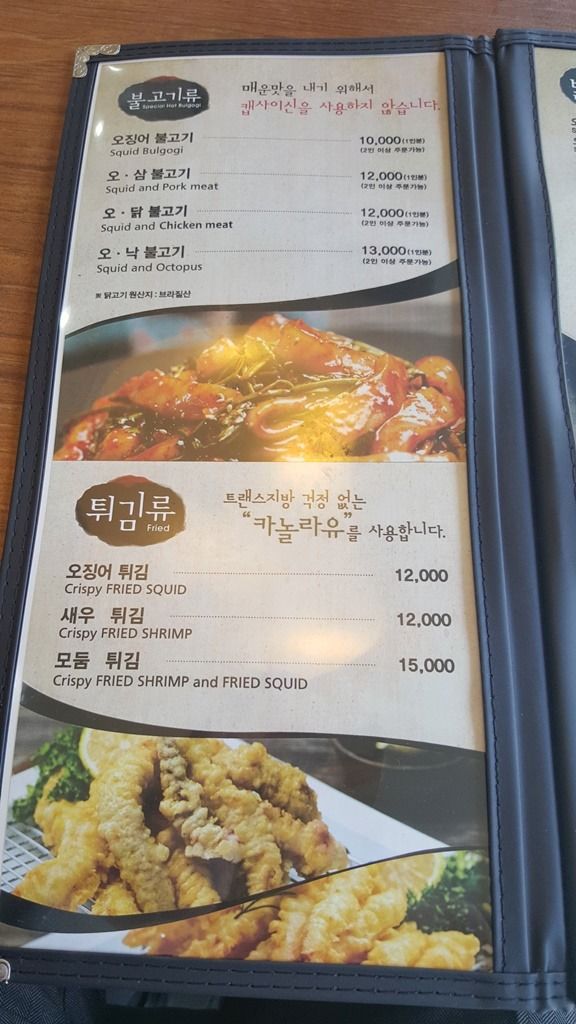 불고기류
Special Hot Bulgogi
매운맛을 내기 위해서
캡사이신을 사용하지 않습니다.
오징어 불고기 10,000(1인분)
Squid Bulgogi (2인 이상 주문가능)
오·삼 불고기 12,000(1인분)
Squid and Pork meat (2인 이상 주문가능)
오·닭 불고기 12,000(1인분)
Squid and Chicken meat (2인 이상 주문가능)
오·낙 불고기 13,000(1인분)
Squid and Octopus (2인 이상 주문가능)
※ 닭고기 원산지 : 브라질산
튀김류
Fried
트랜스지방 걱정 없는
“카놀라유”를 사용합니다.
오징어 튀김 12,000
Crispy FRIED SQUID
새우 튀김 12,000
Crispy FRIED SHRIMP
모둠 튀김 15,000
Crispy FRIED SHRIMP and FRIED SQUID